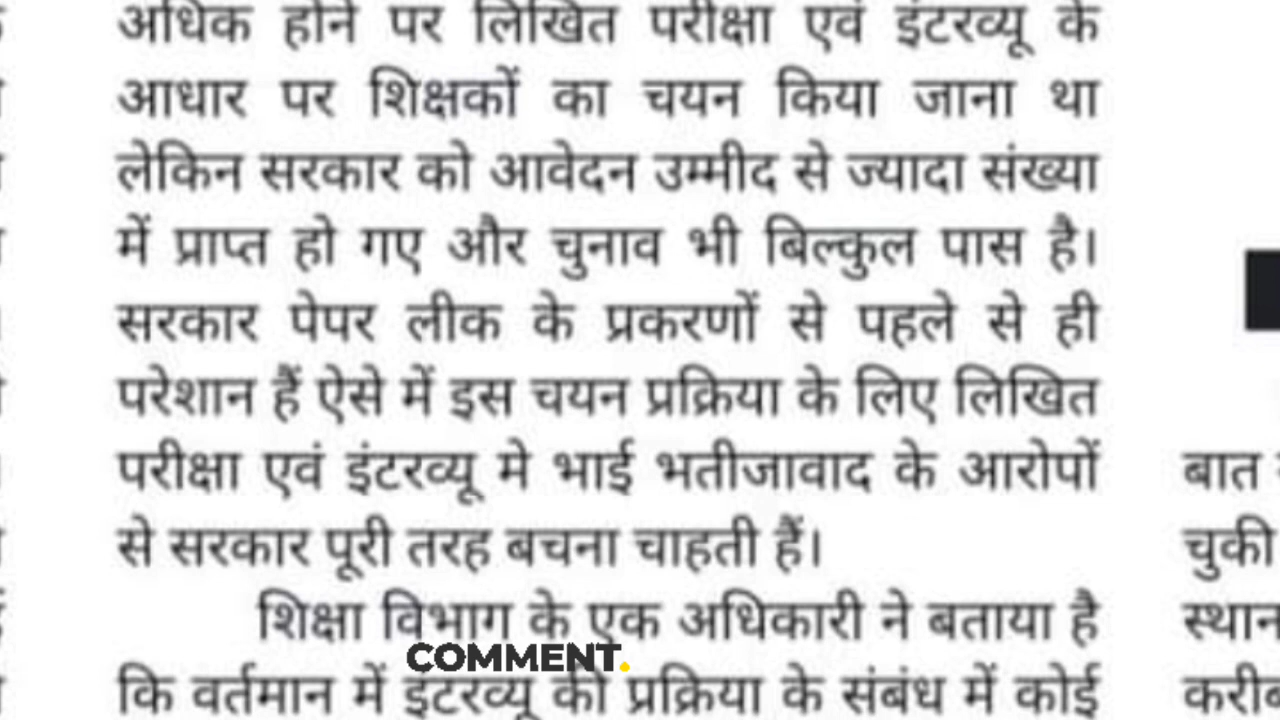 अधिक होने पर लिखित परीक्षा एवं इंटरव्यू के
आधार पर शिक्षकों का चयन किया जाना था
लेकिन सरकार को आवेदन उम्मीद से ज्यादा संख्या
में प्राप्त हो गए और चुनाव भी बिल्कुल पास है।
सरकार पेपर लीक के प्रकरणों से पहले से ही
परेशान हैं ऐसे में इस चयन प्रक्रिया के लिए लिखित
परीक्षा एवं इंटरव्यू मे भाई भतीजावाद के आरोपों
से सरकार पूरी तरह बचना चाहती हैं।
शिक्षा विभाग के एक अधिकारी ने बताया है
कि वर्तमान में इंटरव्यू की प्रक्रिया के संबंध में कोई
COMMENT.
बात
चुकी
स्थान